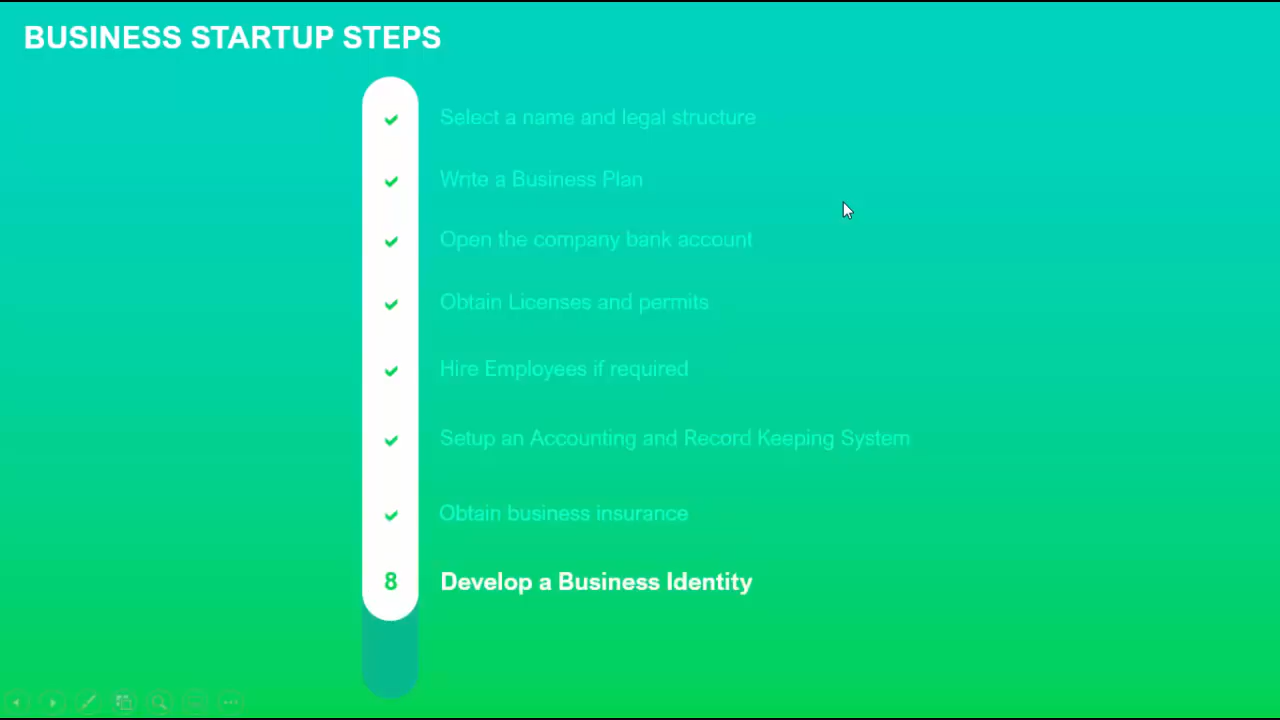 BUSINESS STARTUP STEPS
Select a name and legal structure
Write a Business Plan
Open the company bank account
Obtain Licenses and permits
Hire Employees if required
Setup an Accounting and Record Keeping System
Obtain business insurance
8 Develop a Business Identity